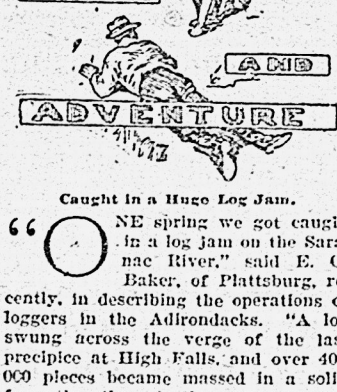 AND
ADVENTURE
Caught in a Huge Log Jam.
“ONE spring we got caugh
in a log jam on the Sara
nac River,” said E. C
Baker, of Plattsburg, re
cently, in describing the operations o
loggers in the Adirondacks. “A lo
swung across the verge of the las
precipice at High Falls, and over 40
000 pieces became massed in a soli